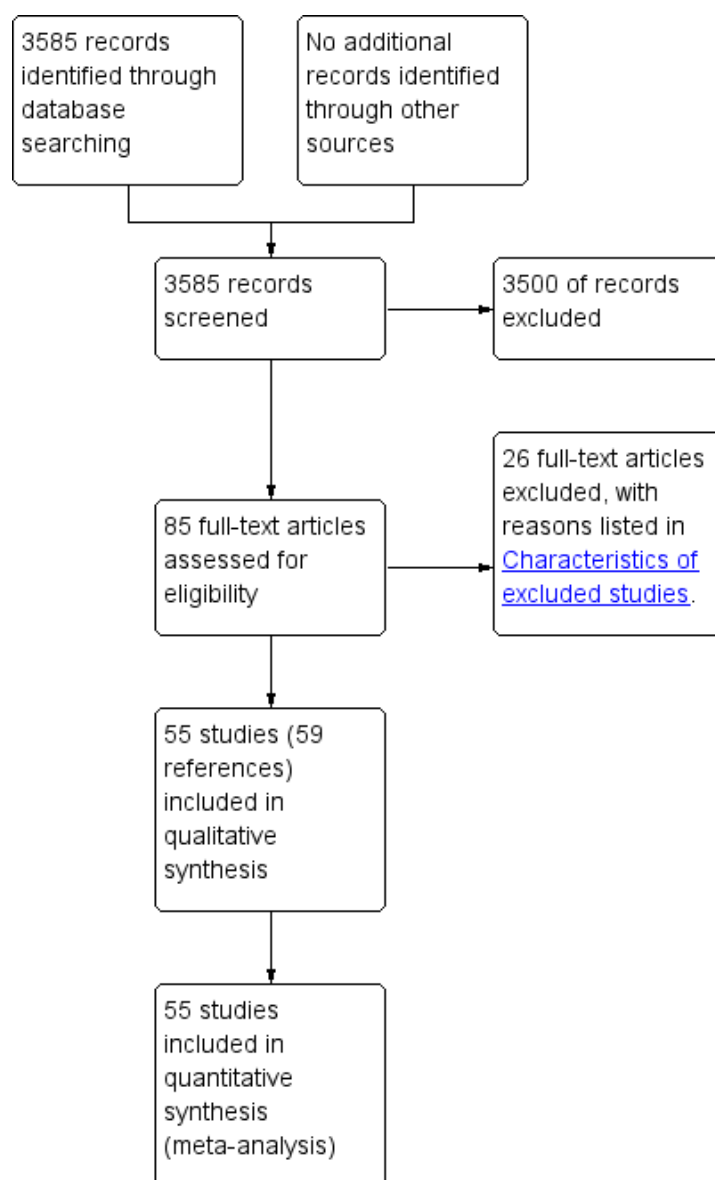 3585 records
identified through
database
searching
No additional
records identified
through other
sources
3585 records
screened
3500 of records
excluded
85 full-text articles
assessed for
eligibility
26 full-text articles
excluded, with
reasons listed in
Characteristics of
excluded studies.
55 studies (59
references)
included in
qualitative
synthesis
55 studies
included in
quantitative
synthesis
(meta-analysis)